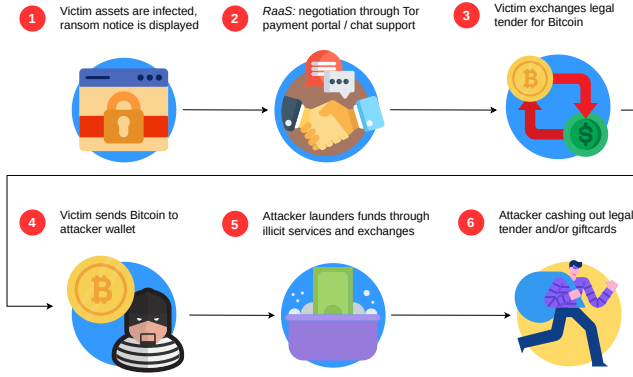 1
Victim assets are infected,
ransom notice is displayed
2
RaaS: negotiation through Tor
payment portal / chat support
3
Victim exchanges legal
tender for Bitcoin
4
Victim sends Bitcoin to
attacker wallet
5
Attacker launders funds through
illicit services and exchanges
6
Attacker cashing out legal
tender and/or giftcards